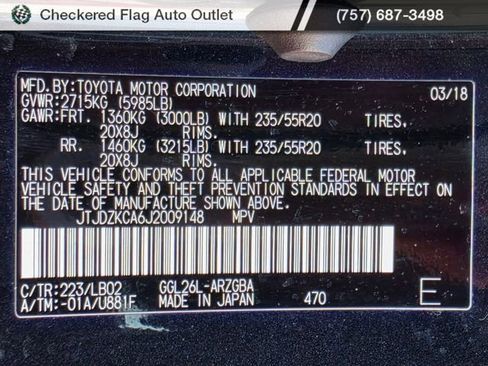 Checkered Flag Auto Outlet (757) 687-3498
MFD.BY:TOYOTA MOTOR CORPORATION 03/18
GVWR:2715KG (5985LB)
GAWR:FRT. 1360KG (3000LB) WITH 235/55R20 TIRES,
20X8J RIMS.
RR. 1460KG (3215LB) WITH 235/55R20 TIRES,
20X8J RIMS.
THIS VEHICLE CONFORMS TO ALL APPLICABLE FEDERAL MOTOR
VEHICLE SAFETY AND THEFT PREVENTION STANDARDS IN EFFECT ON
THE DATE OF MANUFACTURE SHOWN ABOVE.
JTJDZKCA6J2009148 MPV
C/TR:223/LB02 GGL26L-ARZGBA
A/TM:-01A/U881F MADE IN JAPAN 470 E